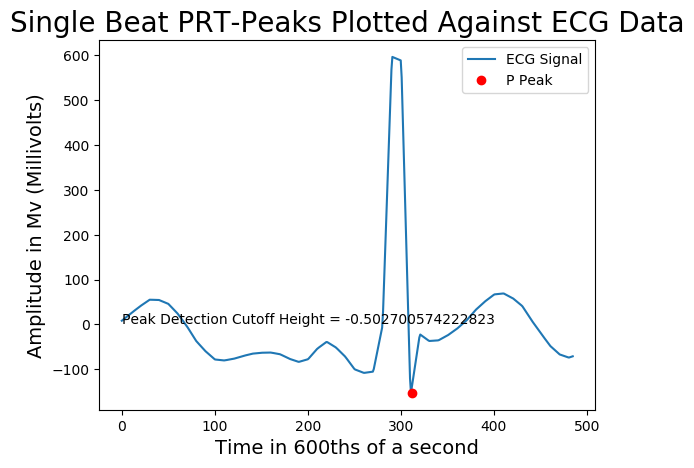 Single Beat PRT-Peaks Plotted Against ECG Data
ECG Signal
P Peak
Amplitude in Mv (Millivolts)
600
500
400
300
200
100
0
−100
Peak Detection Cutoff Height = -0.502700574222823
0 100 200 300 400 500
Time in 600ths of a second